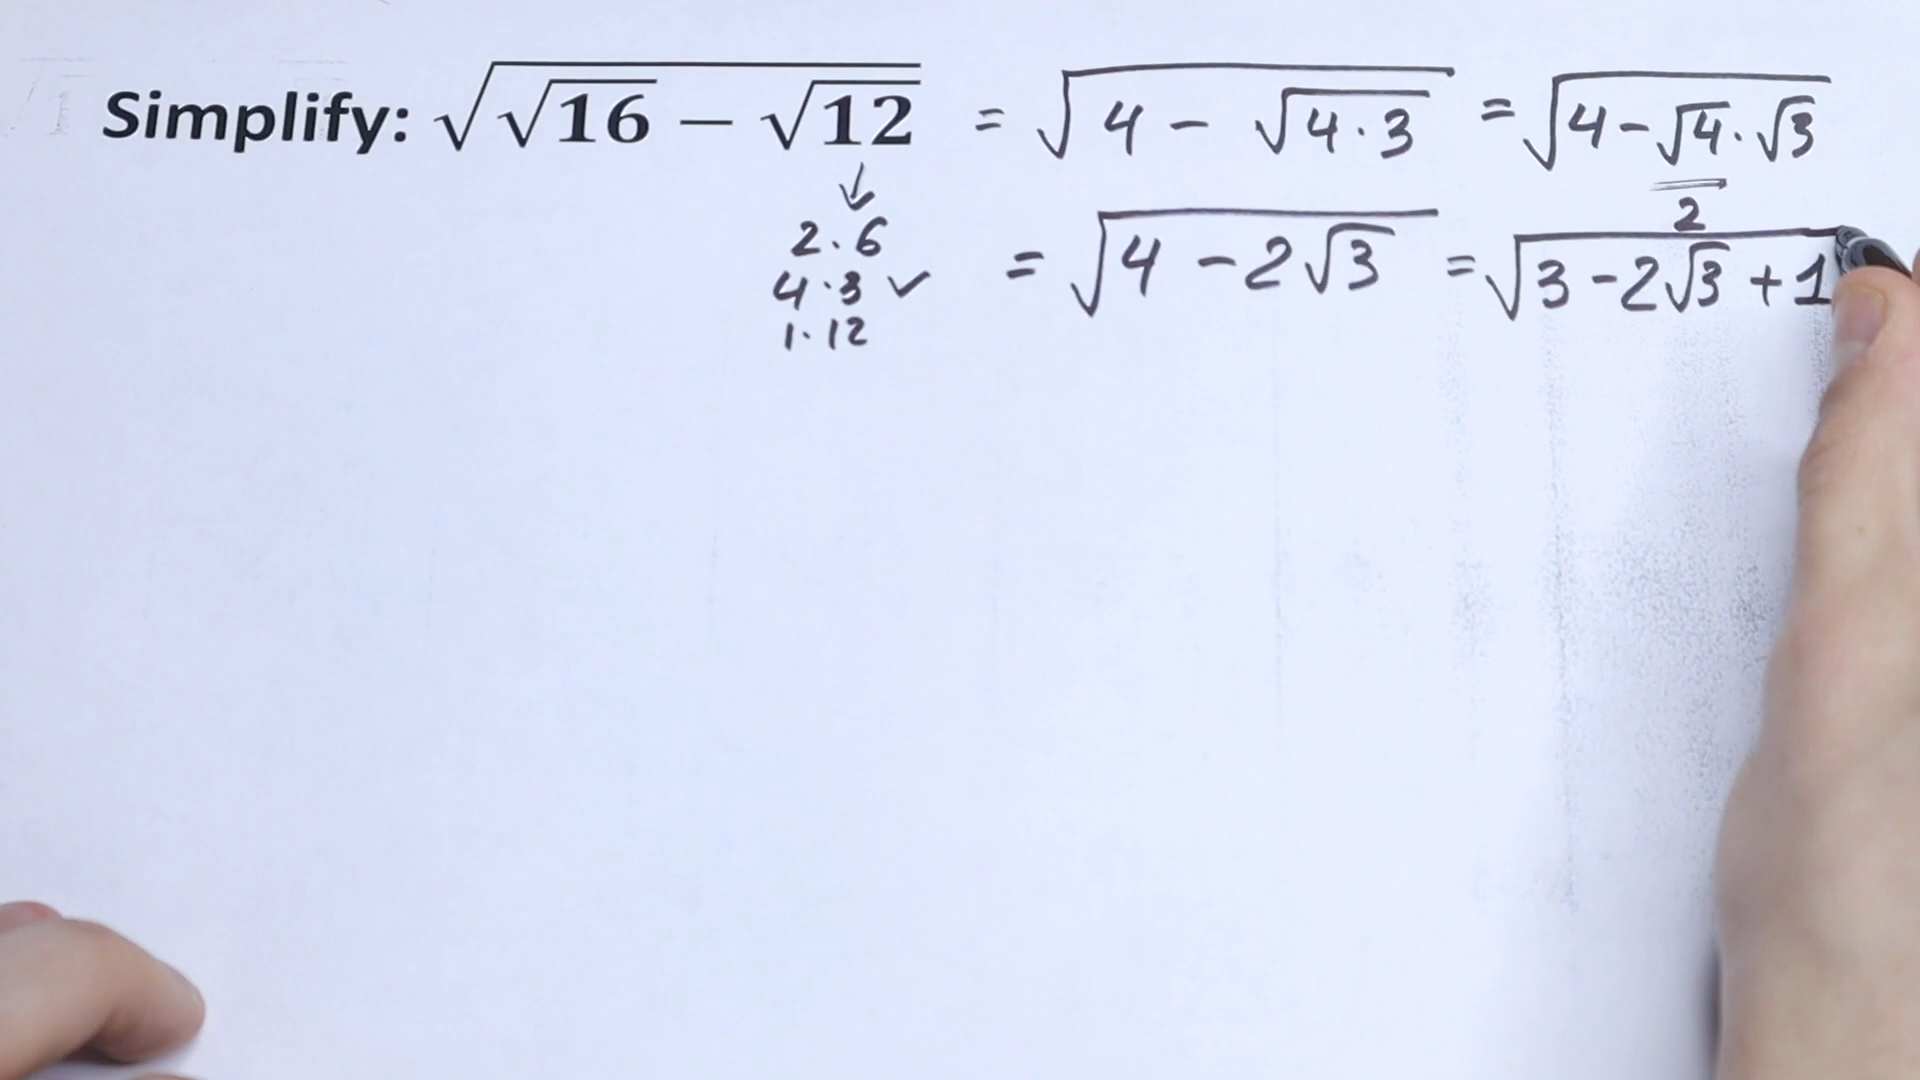 Simplify: √(√16 − √12) = √(4 − √(4·3)) = √(4 − √4·√3)
2
2·6
4·3 ✓
1·12
= √(4 − 2√3) = √(3 − 2√3 + 1